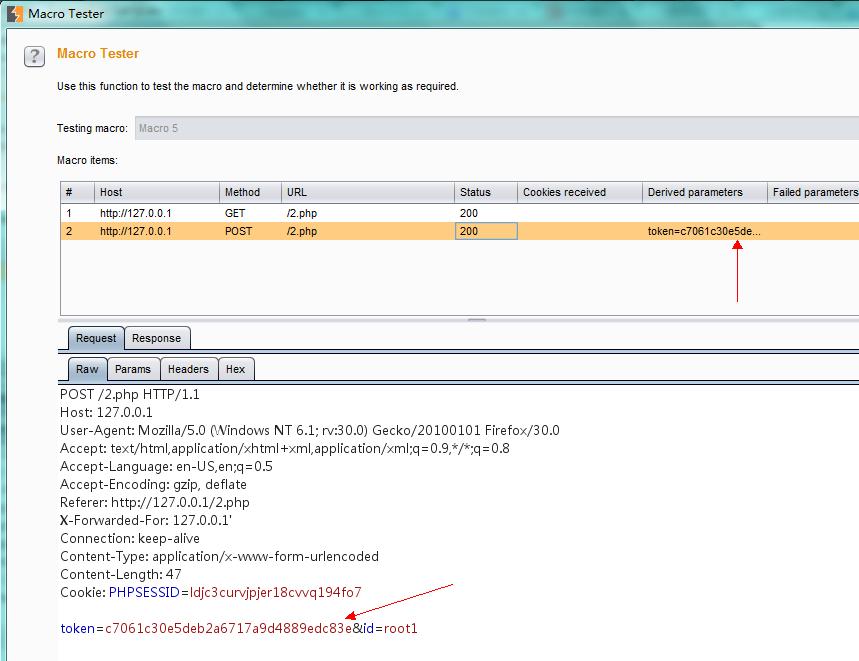 Macro Tester
?
Macro Tester
Use this function to test the macro and determine whether it is working as required.
Testing macro: Macro 5
Macro items:
# Host Method URL Status Cookies received Derived parameters Failed parameters
1 http://127.0.0.1 GET /2.php 200
2 http://127.0.0.1 POST /2.php 200 token=c7061c30e5de...
Request Response
Raw Params Headers Hex
POST /2.php HTTP/1.1
Host: 127.0.0.1
User-Agent: Mozilla/5.0 (Windows NT 6.1; rv:30.0) Gecko/20100101 Firefox/30.0
Accept: text/html,application/xhtml+xml,application/xml;q=0.9,*/*;q=0.8
Accept-Language: en-US,en;q=0.5
Accept-Encoding: gzip, deflate
Referer: http://127.0.0.1/2.php
X-Forwarded-For: 127.0.0.1'
Connection: keep-alive
Content-Type: application/x-www-form-urlencoded
Content-Length: 47
Cookie: PHPSESSID=ldjc3curvjpjer18cvvq194fo7
token=c7061c30e5deb2a6717a9d4889edc83e&id=root1